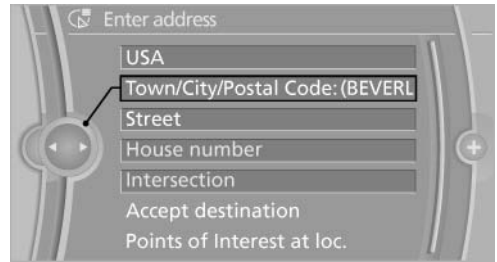 Enter address
USA
Town/City/Postal Code: (BEVERL
Street
House number
Intersection
Accept destination
Points of Interest at loc.